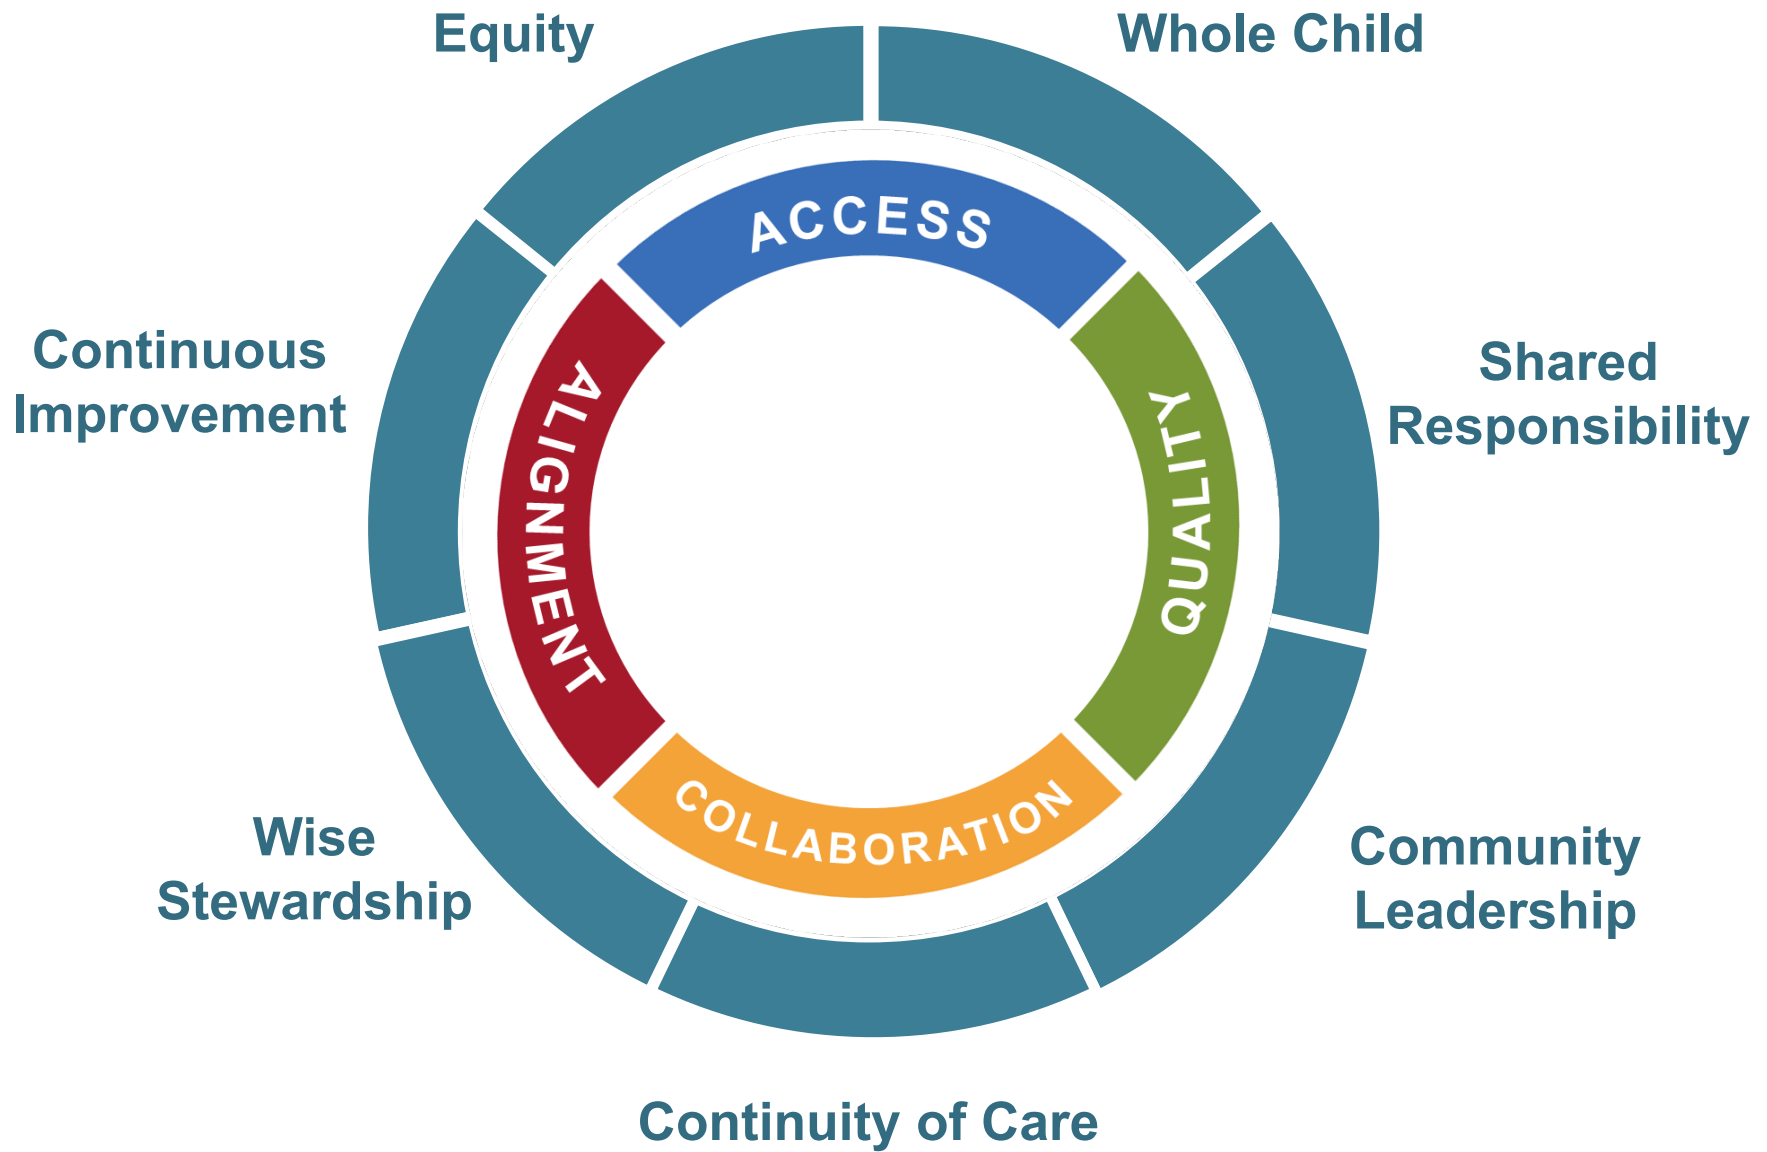 Equity
Whole Child
ACCESS
Continuous
Improvement
Shared
Responsibility
ALIGNMENT
QUALITY
COLLABORATION
Wise
Stewardship
Community
Leadership
Continuity of Care